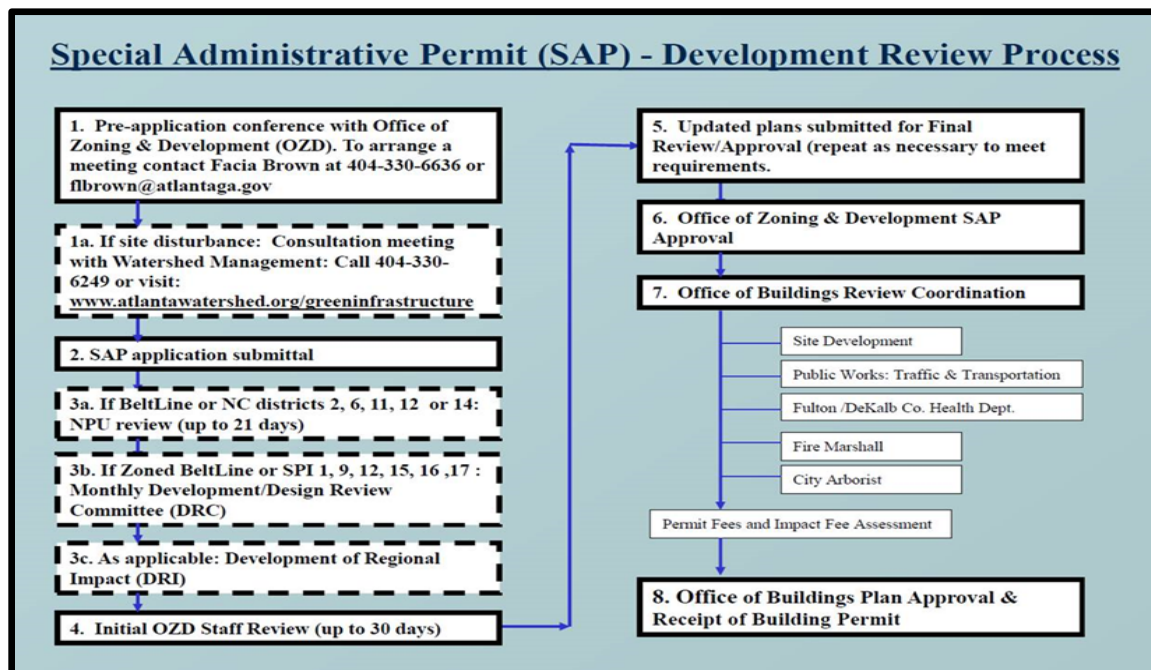 Special Administrative Permit (SAP) - Development Review Process
1. Pre-application conference with Office of
Zoning & Development (OZD). To arrange
a meeting contact Facia Brown at 404-330-6636 or
flbrown@atlantaga.gov
1a. If site disturbance: Consultation meeting
with Watershed Management: Call 404-330-
6249 or visit:
www.atlantawatershed.org/greeninfrastructure
2. SAP application submittal
3a. If BeltLine or NC districts 2, 6, 11, 12 or 14:
NPU review (up to 21 days)
3b. If Zoned BeltLine or SPI 1, 9, 12, 15, 16 ,17 :
Monthly Development/Design Review
Committee (DRC)
3c. As applicable: Development of Regional
Impact (DRI)
4. Initial OZD Staff Review (up to 30 days)
5. Updated plans submitted for Final
Review/Approval (repeat as necessary to meet
requirements.
6. Office of Zoning & Development SAP
Approval
7. Office of Buildings Review Coordination
Site Development
Public Works: Traffic & Transportation
Fulton /DeKalb Co. Health Dept.
Fire Marshall
City Arborist
Permit Fees and Impact Fee Assessment
8. Office of Buildings Plan Approval &
Receipt of Building Permit